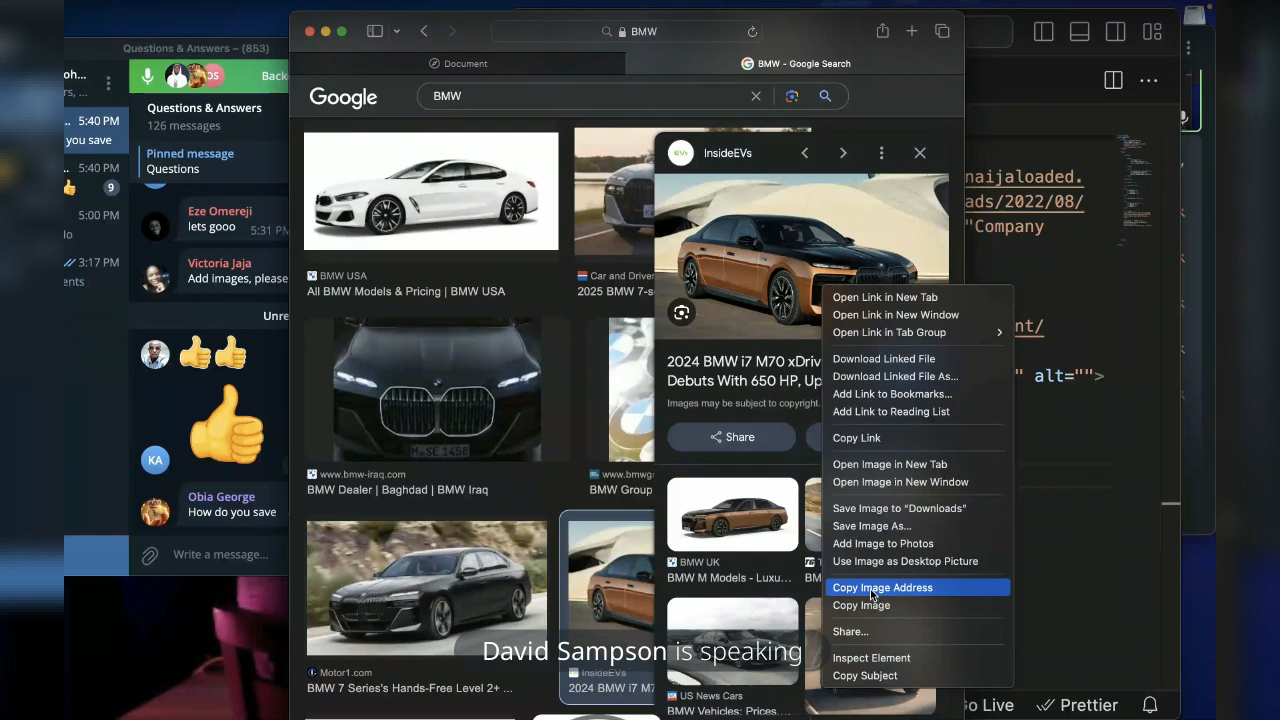 Questions & Answers – (853)
oh...
s, ...
Back
5:40 PM
you save
Questions & Answers
126 messages
Pinned message
Questions
5:40 PM
9
5:00 PM
3:17 PM
ents
Eze Omereji
lets gooo
5:31 PM
Victoria Jaja
Add images, please
Unre
KA
Obia George
How do you save
Write a message...
BMW
Document
BMW - Google Search
Google
BMW
BMW USA
All BMW Models & Pricing | BMW USA
Car and Driver
2025 BMW 7-se
www.bmw-iraq.com
BMW Dealer | Baghdad | BMW Iraq
www.bmwg
BMW Group
Motor1.com
BMW 7 Series's Hands-Free Level 2+ ...
InsideEVs
2024 BMW i7 M7
InsideEVs
2024 BMW i7 M70 xDriv
Debuts With 650 HP, Up
Images may be subject to copyright.
Share
BMW UK
BMW M Models - Luxu...
US News Cars
BMW Vehicles: Prices,...
Open Link in New Tab
Open Link in New Window
Open Link in Tab Group
Download Linked File
Download Linked File As...
Add Link to Bookmarks...
Add Link to Reading List
Copy Link
Open Image in New Tab
Open Image in New Window
Save Image to “Downloads”
Save Image As...
Add Image to Photos
Use Image as Desktop Picture
Copy Image Address
Copy Image
Share...
Inspect Element
Copy Subject
naijaloaded.
ads/2022/08/
"Company
nt/
" alt="">
Go Live
Prettier
David Sampson is speaking